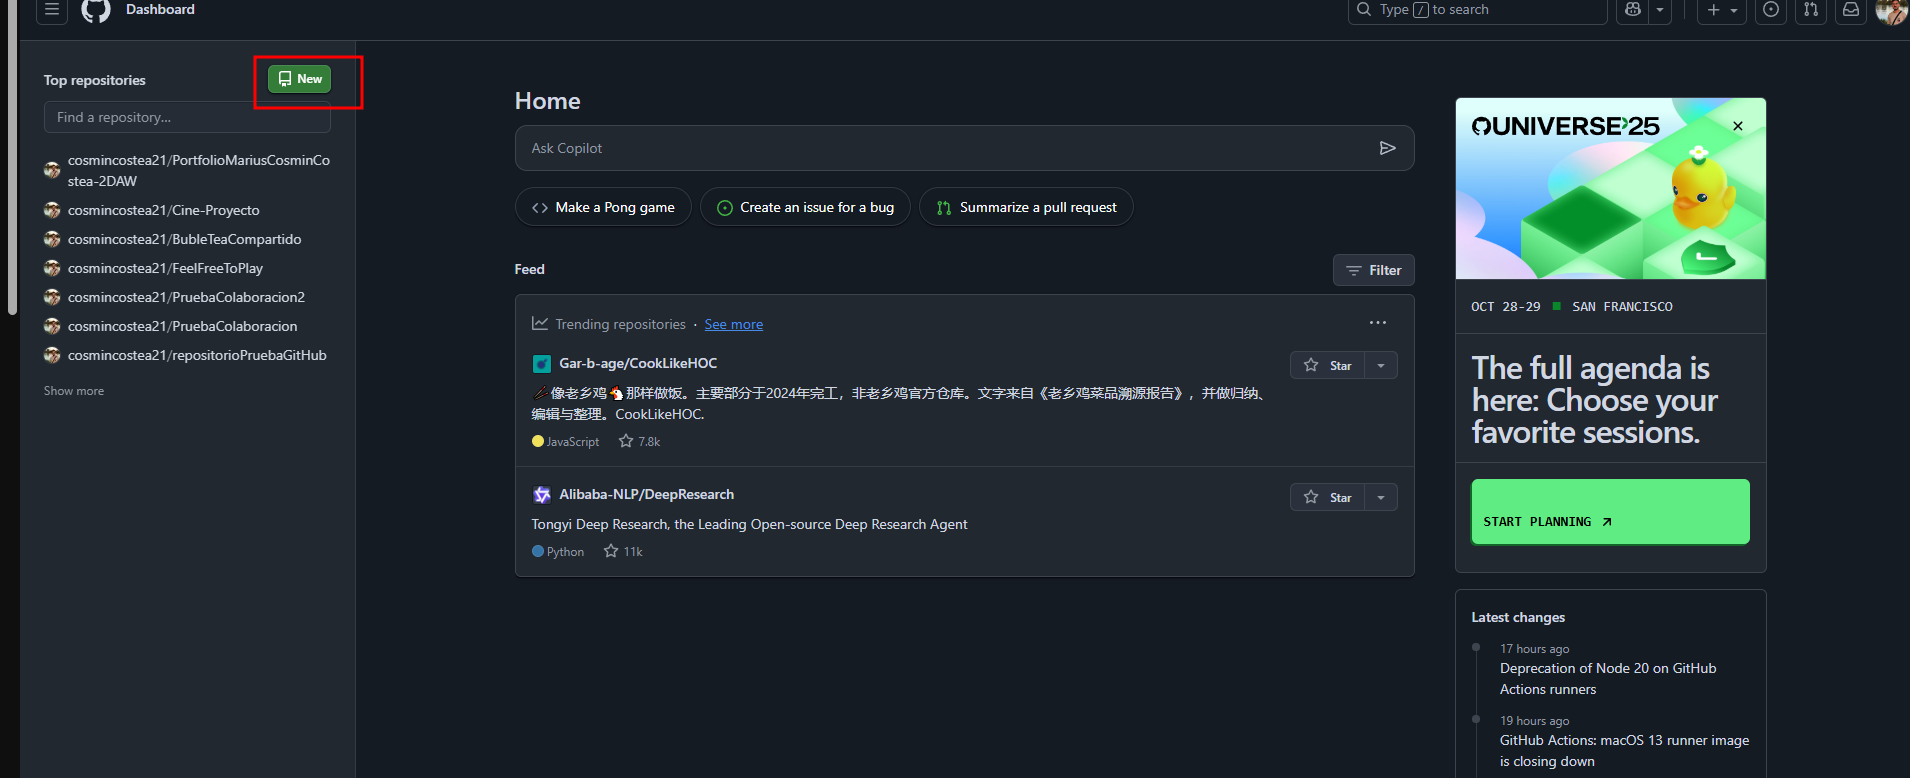 Dashboard
Type / to search
Top repositories
New
Find a repository...
cosmincostea21/PortfolioMariusCosminCo
stea-2DAW
cosmincostea21/Cine-Proyecto
cosmincostea21/BubleTeaCompartido
cosmincostea21/FeelFreeToPlay
cosmincostea21/PruebaColaboracion2
cosmincostea21/PruebaColaboracion
cosmincostea21/repositorioPruebaGitHub
Show more
Home
Ask Copilot
Make a Pong game
Create an issue for a bug
Summarize a pull request
Feed
Filter
Trending repositories · See more
Gar-b-age/CookLikeHOC
Star
🥢像老乡鸡🐔那样做饭。主要部分于2024年完工，非老乡鸡官方仓库。文字来自《老乡鸡菜品溯源报告》，并做归纳、
编辑与整理。CookLikeHOC.
JavaScript 7.8k
Alibaba-NLP/DeepResearch
Star
Tongyi Deep Research, the Leading Open-source Deep Research Agent
Python 11k
UNIVERSE'25
OCT 28-29 SAN FRANCISCO
The full agenda is
here: Choose your
favorite sessions.
START PLANNING
Latest changes
17 hours ago
Deprecation of Node 20 on GitHub
Actions runners
19 hours ago
GitHub Actions: macOS 13 runner image
is closing down